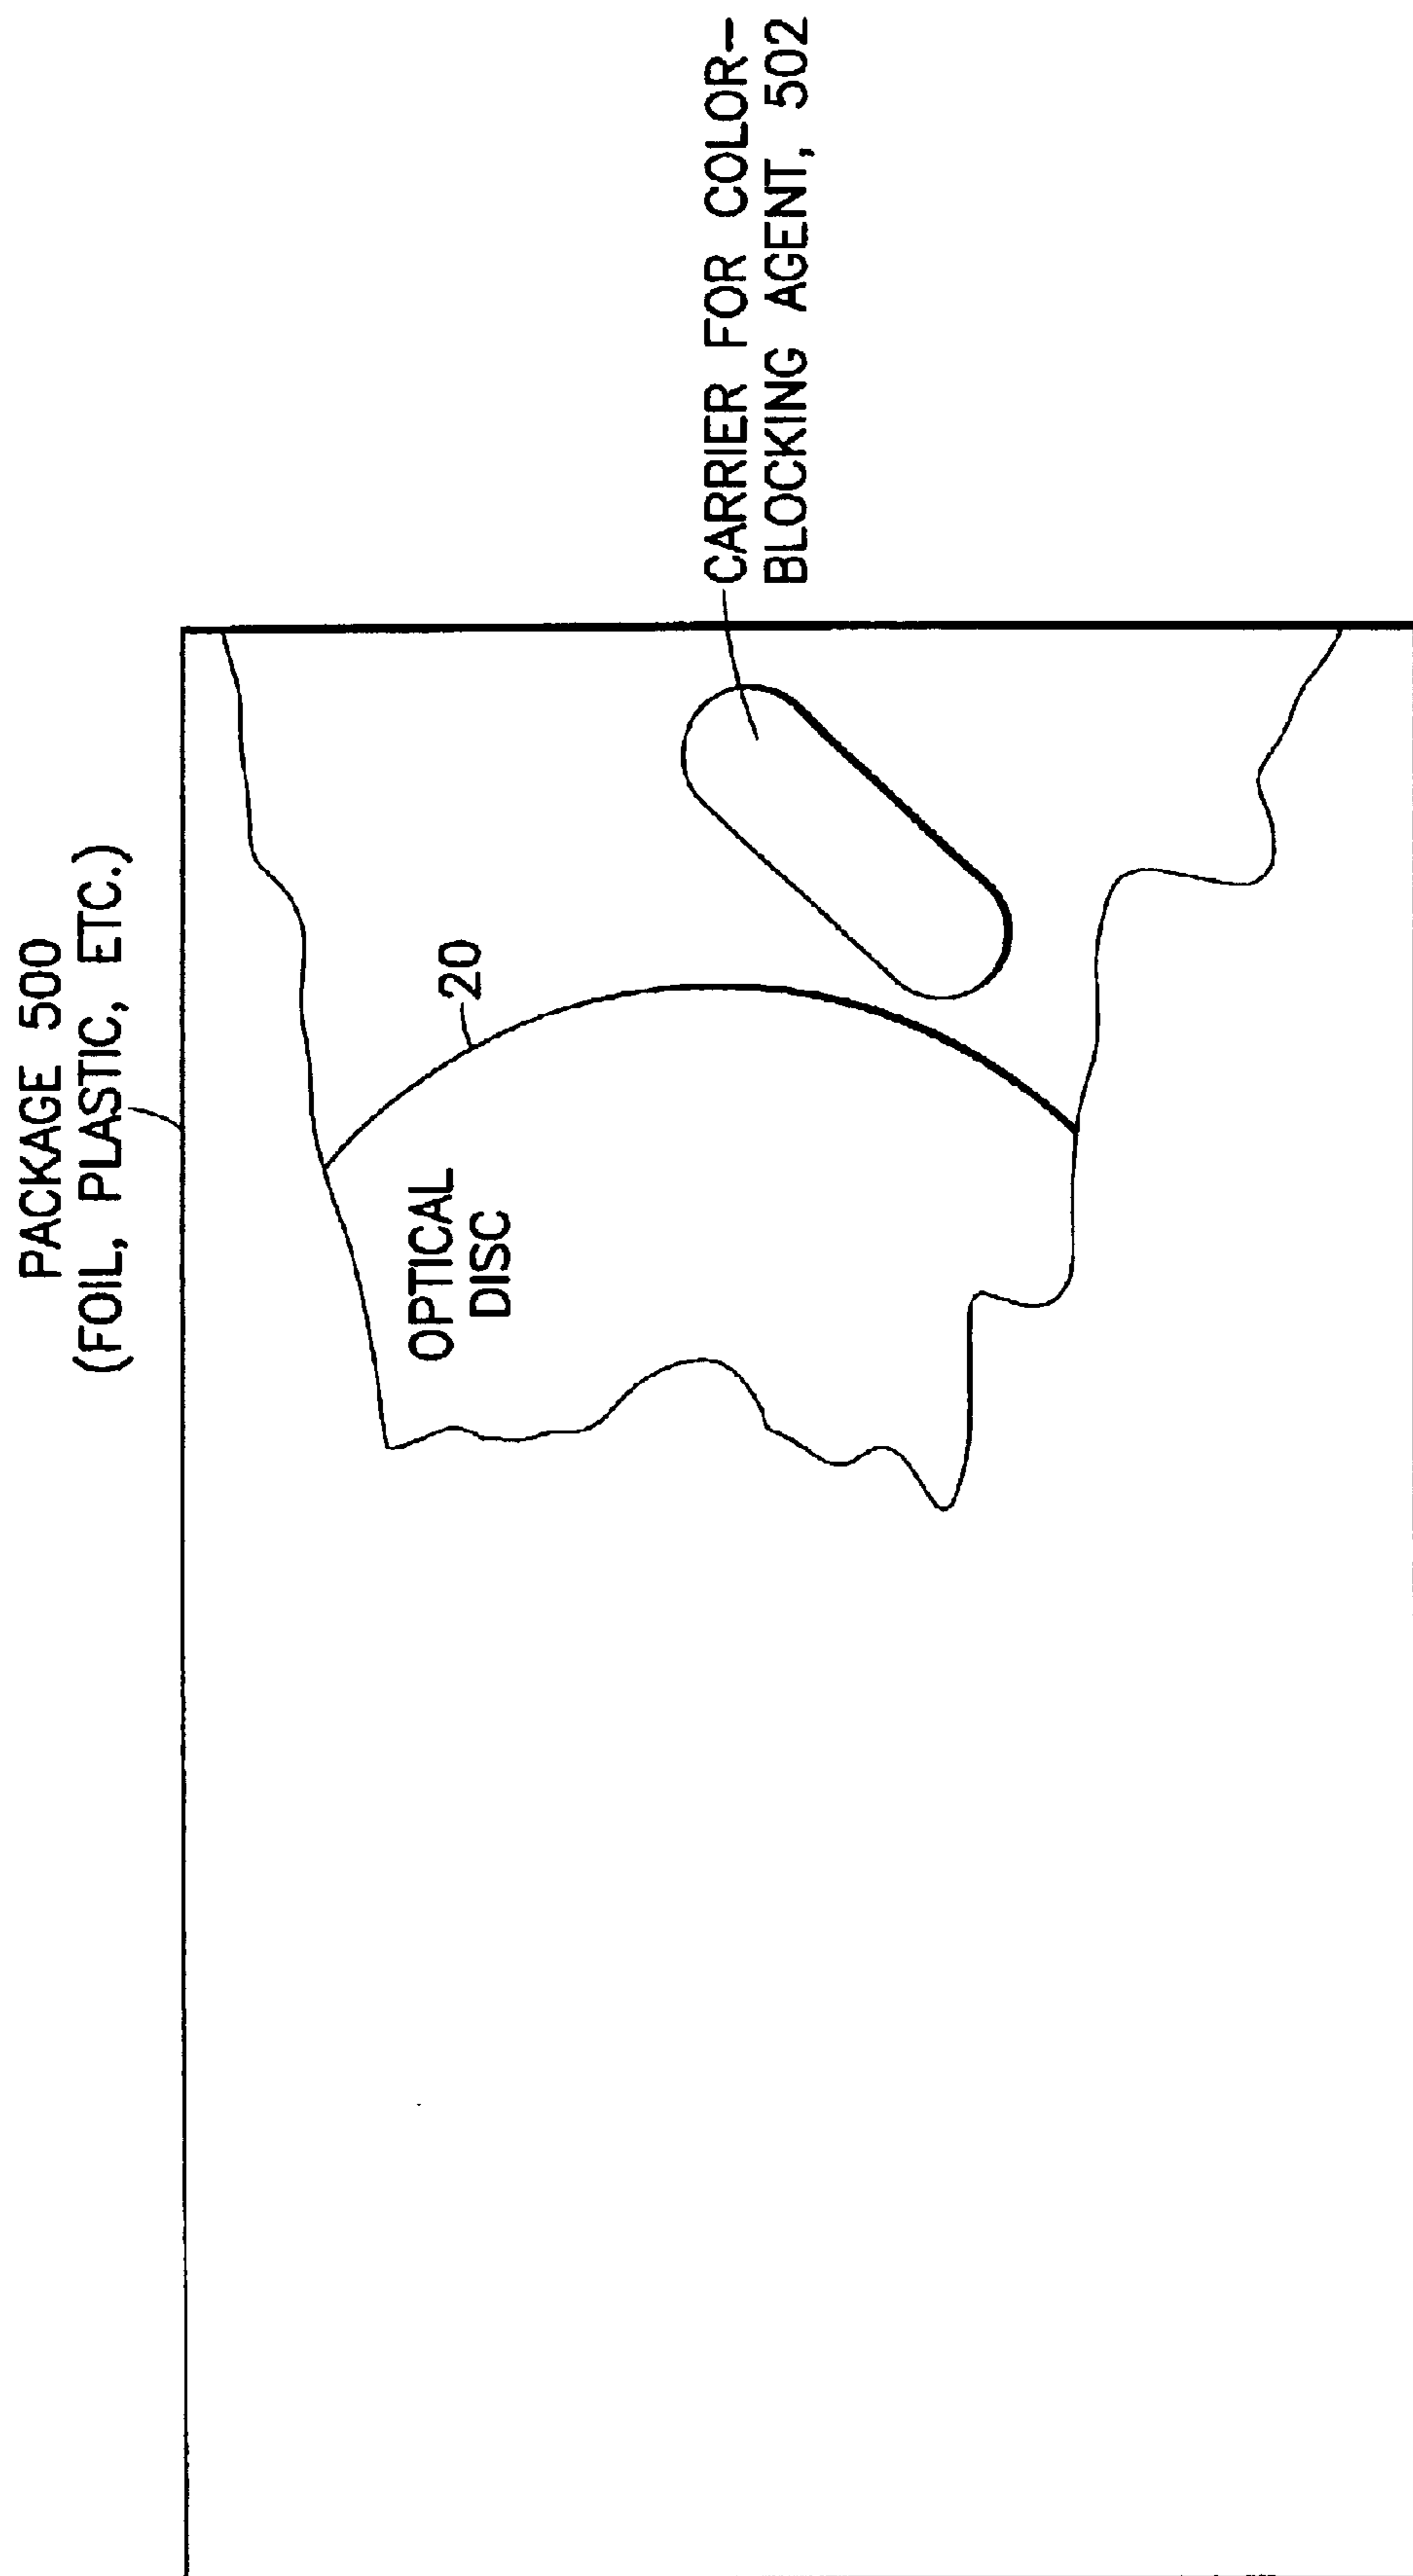 PACKAGE 500
(FOIL, PLASTIC, ETC.)
20
OPTICAL
DISC
CARRIER FOR COLOR-
BLOCKING AGENT, 502